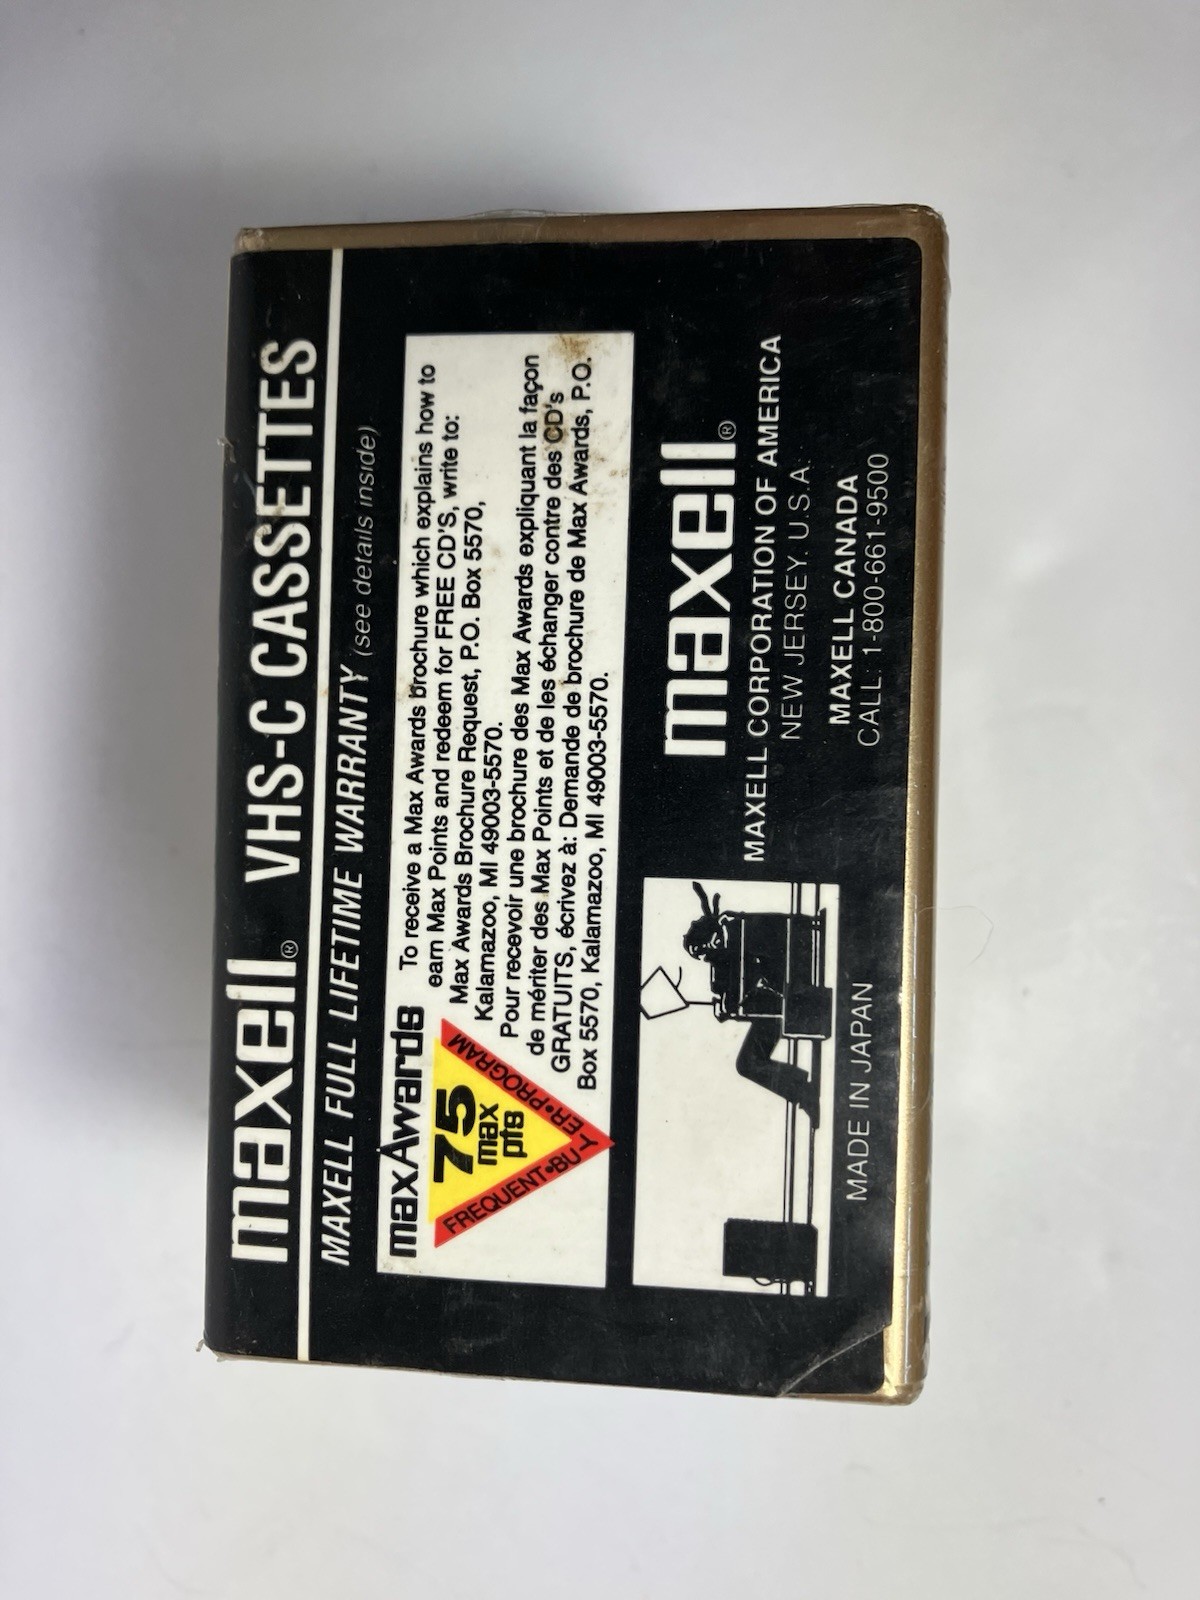 maxell® VHS-C CASSETTES
MAXELL FULL LIFETIME WARRANTY (see details inside)
maxAwards
75
max
pts
FREQUENT•BUYER•PROGRAM
To receive a Max Awards brochure which explains how to
earn Max Points and redeem for FREE CD'S, write to:
Max Awards Brochure Request, P.O. Box 5570,
Kalamazoo, MI 49003-5570.
Pour recevoir une brochure des Max Awards expliquant la façon
de mériter des Max Points et de les échanger contre des CD's
GRATUITS, écrivez à: Demande de brochure de Max Awards, P.O.
Box 5570, Kalamazoo, MI 49003-5570.
maxell®
MAXELL CORPORATION OF AMERICA
NEW JERSEY. U.S.A.
MAXELL CANADA
CALL: 1-800-661-9500
MADE IN JAPAN